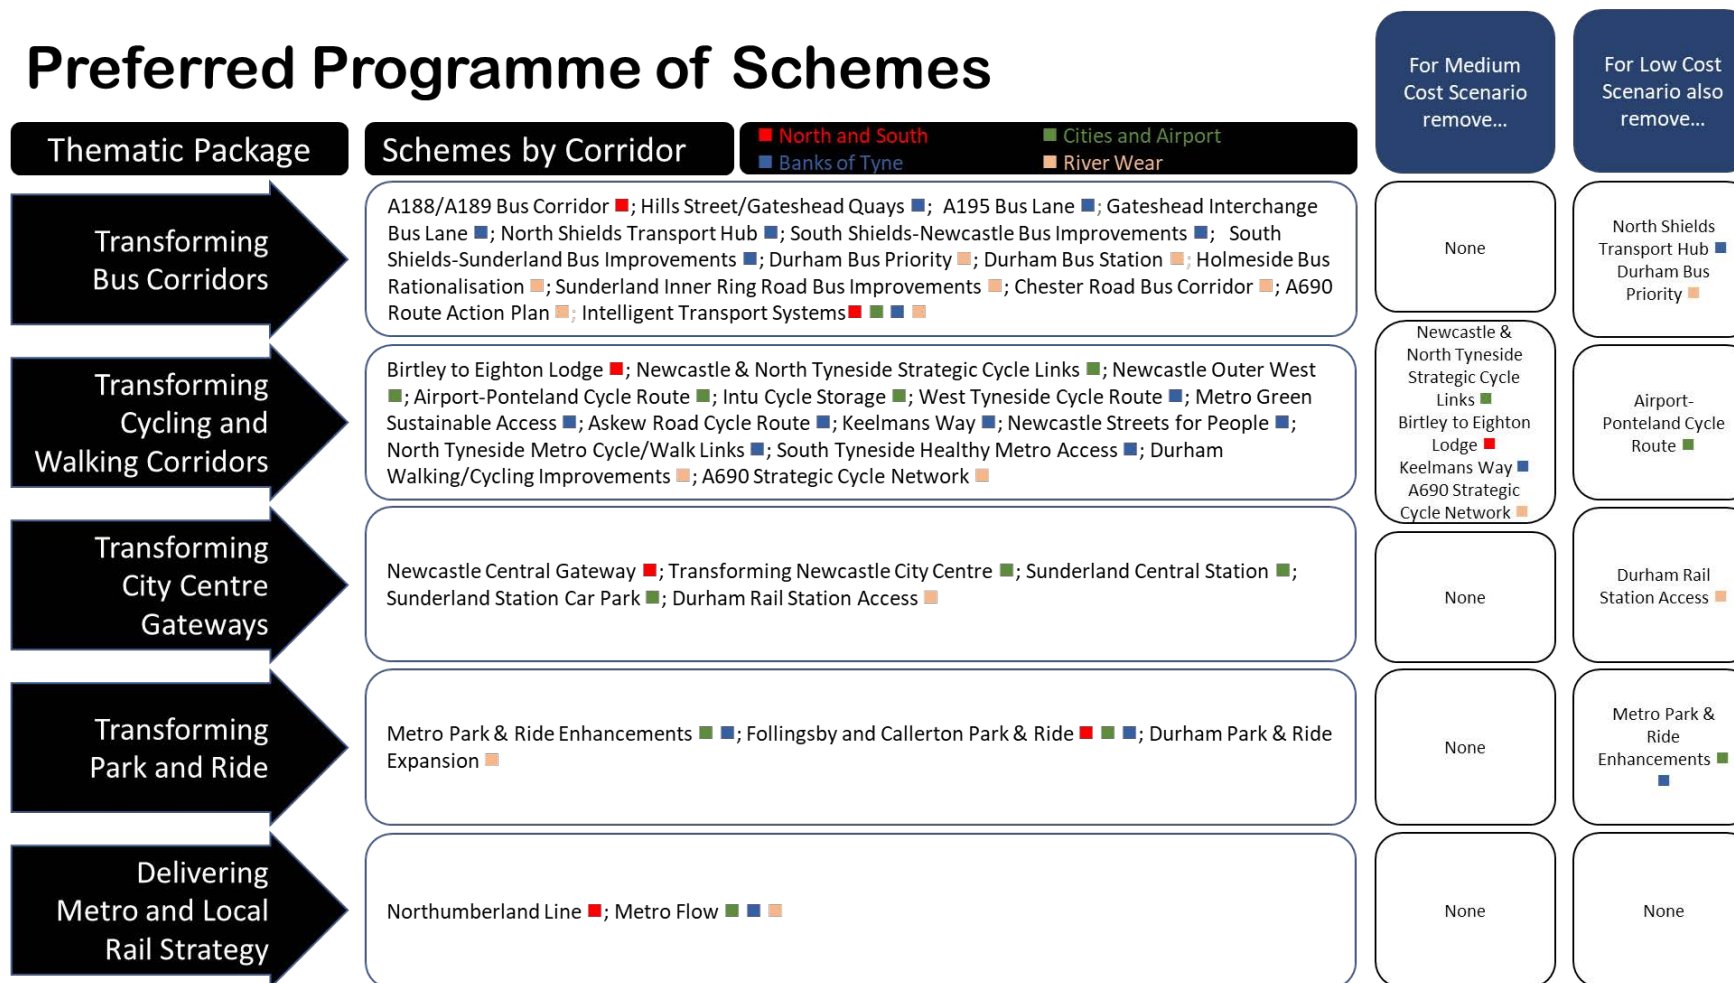 Preferred Programme of Schemes
For Medium
Cost Scenario
remove...
For Low Cost
Scenario also
remove...
Thematic Package
Schemes by Corridor
North and South
Cities and Airport
Banks of Tyne
River Wear
Transforming
Bus Corridors
A188/A189 Bus Corridor ; Hills Street/Gateshead Quays ; A195 Bus Lane ; Gateshead Interchange
Bus Lane ; North Shields Transport Hub ; South Shields-Newcastle Bus Improvements ; South
Shields-Sunderland Bus Improvements ; Durham Bus Priority ; Durham Bus Station ; Holmeside Bus
Rationalisation ; Sunderland Inner Ring Road Bus Improvements ; Chester Road Bus Corridor ; A690
Route Action Plan ; Intelligent Transport Systems
None
North Shields
Transport Hub
Durham Bus
Priority
Transforming
Cycling and
Walking Corridors
Birtley to Eighton Lodge ; Newcastle & North Tyneside Strategic Cycle Links ; Newcastle Outer West
; Airport-Ponteland Cycle Route ; Intu Cycle Storage ; West Tyneside Cycle Route ; Metro Green
Sustainable Access ; Askew Road Cycle Route ; Keelmans Way ; Newcastle Streets for People ;
North Tyneside Metro Cycle/Walk Links ; South Tyneside Healthy Metro Access ; Durham
Walking/Cycling Improvements ; A690 Strategic Cycle Network
Newcastle &
North Tyneside
Strategic Cycle
Links
Birtley to Eighton
Lodge
Keelmans Way
A690 Strategic
Cycle Network
Airport-
Ponteland Cycle
Route
Transforming
City Centre
Gateways
Newcastle Central Gateway ; Transforming Newcastle City Centre ; Sunderland Central Station ;
Sunderland Station Car Park ; Durham Rail Station Access
None
Durham Rail
Station Access
Transforming
Park and Ride
Metro Park & Ride Enhancements ; Follingsby and Callerton Park & Ride ; Durham Park & Ride
Expansion
None
Metro Park &
Ride
Enhancements
Delivering
Metro and Local
Rail Strategy
Northumberland Line ; Metro Flow
None
None